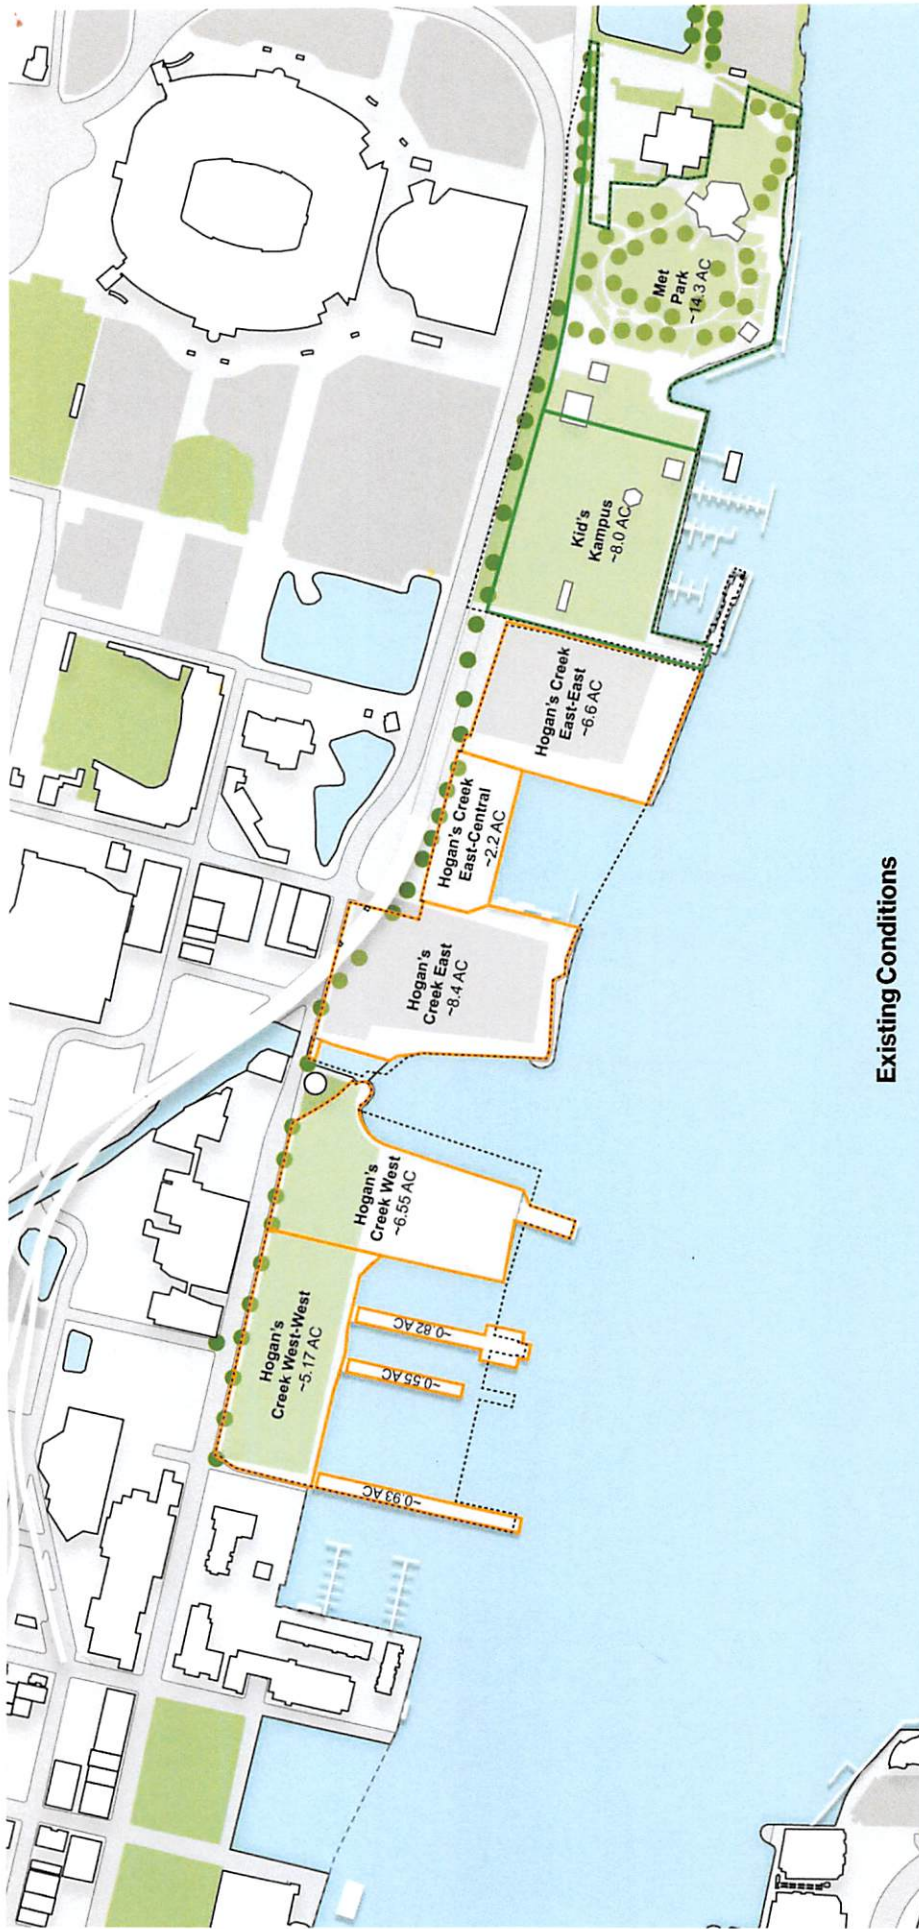 Hogan's
Creek West-West
~5.17 AC
~0.93 AC
~0.55 AC
~0.82 AC
Hogan's
Creek West
~6.55 AC
Hogan's
Creek East
~8.4 AC
Hogan's Creek
East-Central
~2.2 AC
Hogan's Creek
East-East
~6.6 AC
Kid's
Kampus
~8.0 AC
Met
Park
~14.3 AC
Existing Conditions